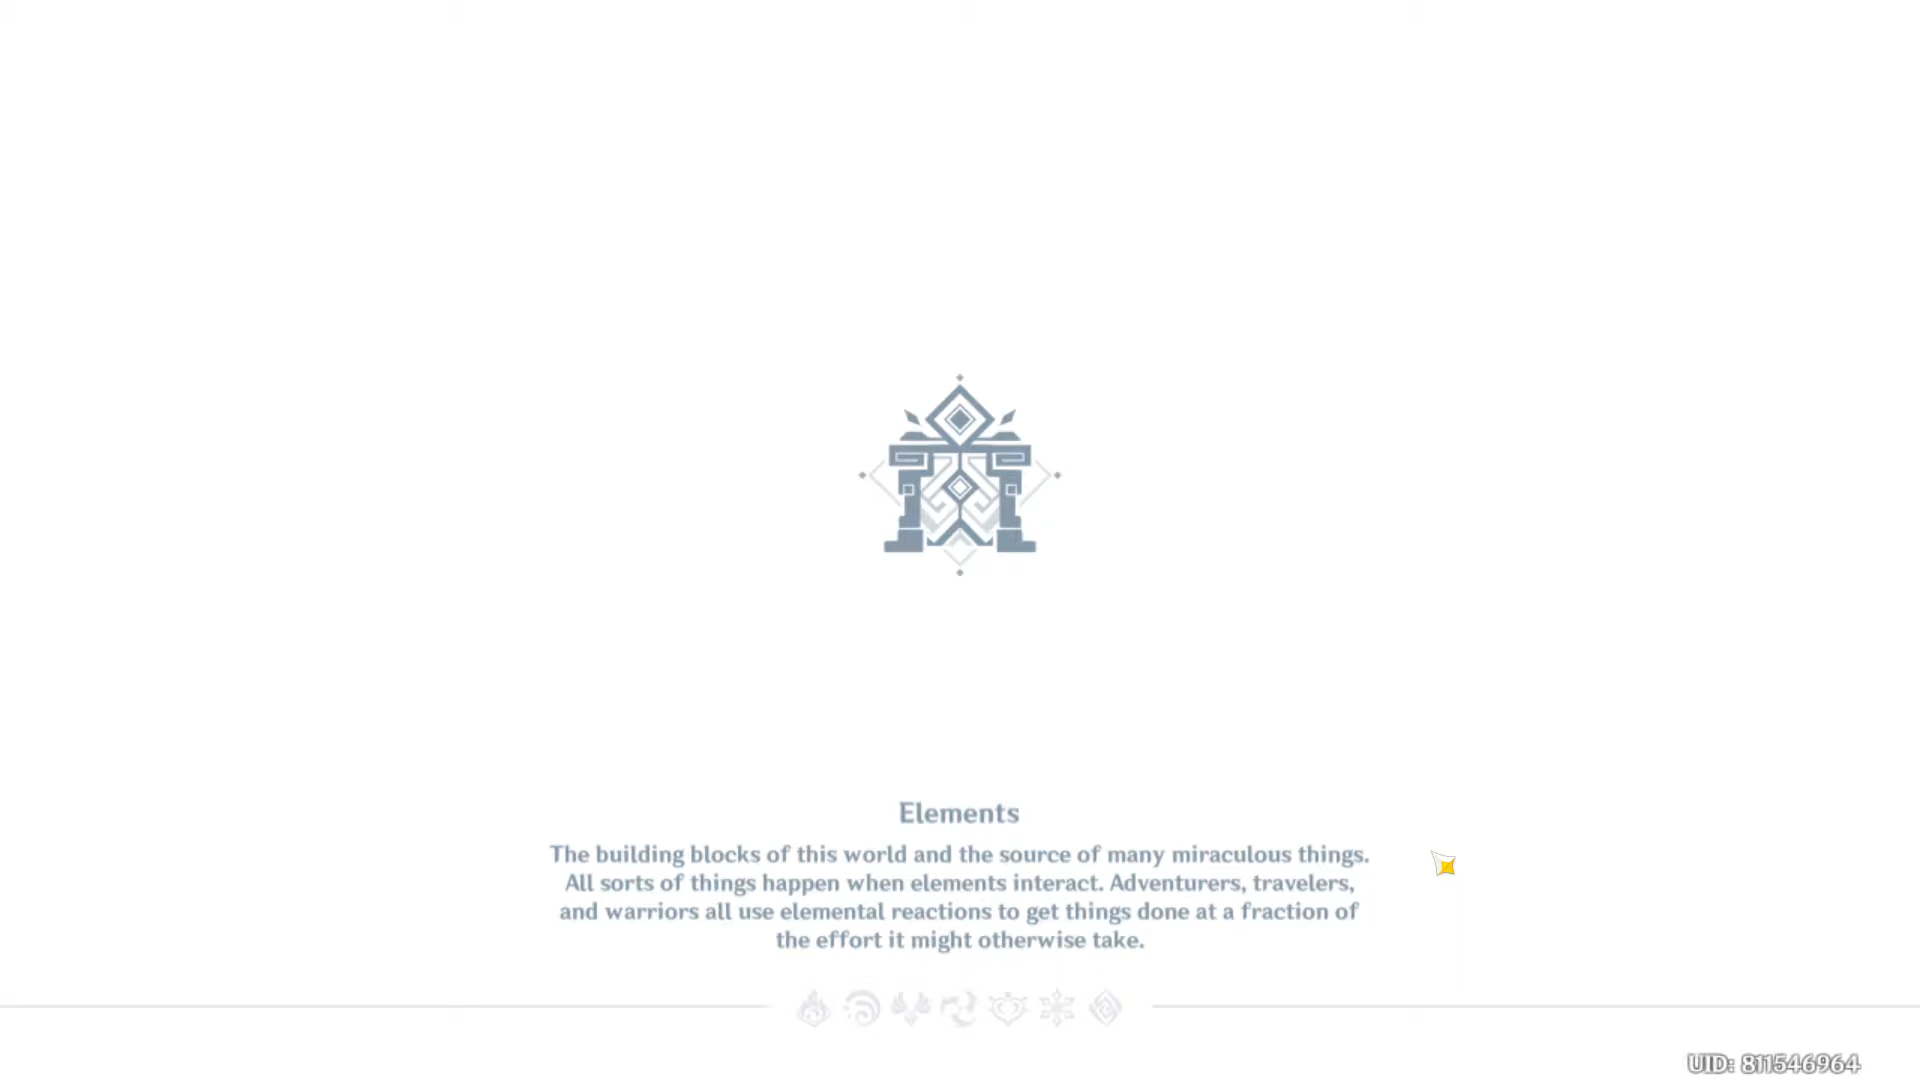 Elements
The building blocks of this world and the source of many miraculous things.
All sorts of things happen when elements interact. Adventurers, travelers,
and warriors all use elemental reactions to get things done at a fraction of
the effort it might otherwise take.
UID: 811546964